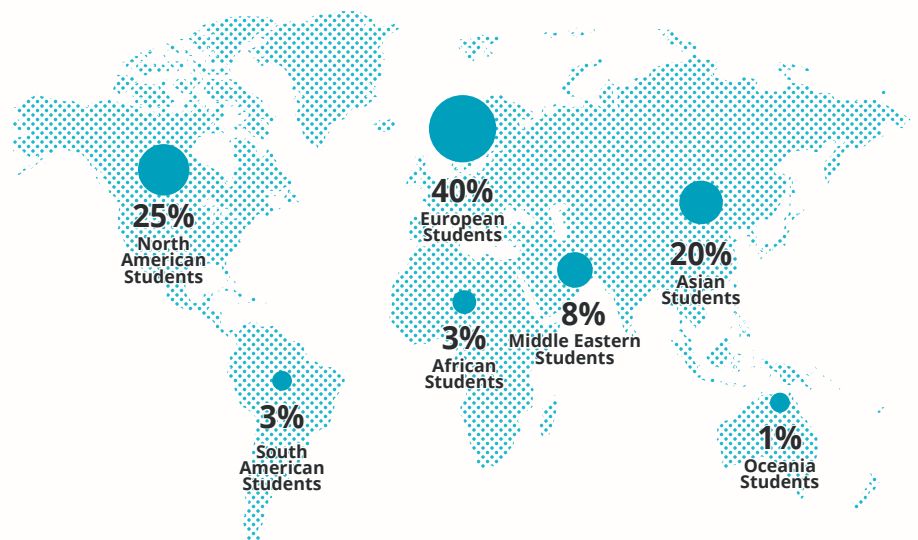 40%
European
Students
25%
North
American
Students
20%
Asian
Students
8%
Middle Eastern
Students
3%
African
Students
3%
South
American
Students
1%
Oceania
Students